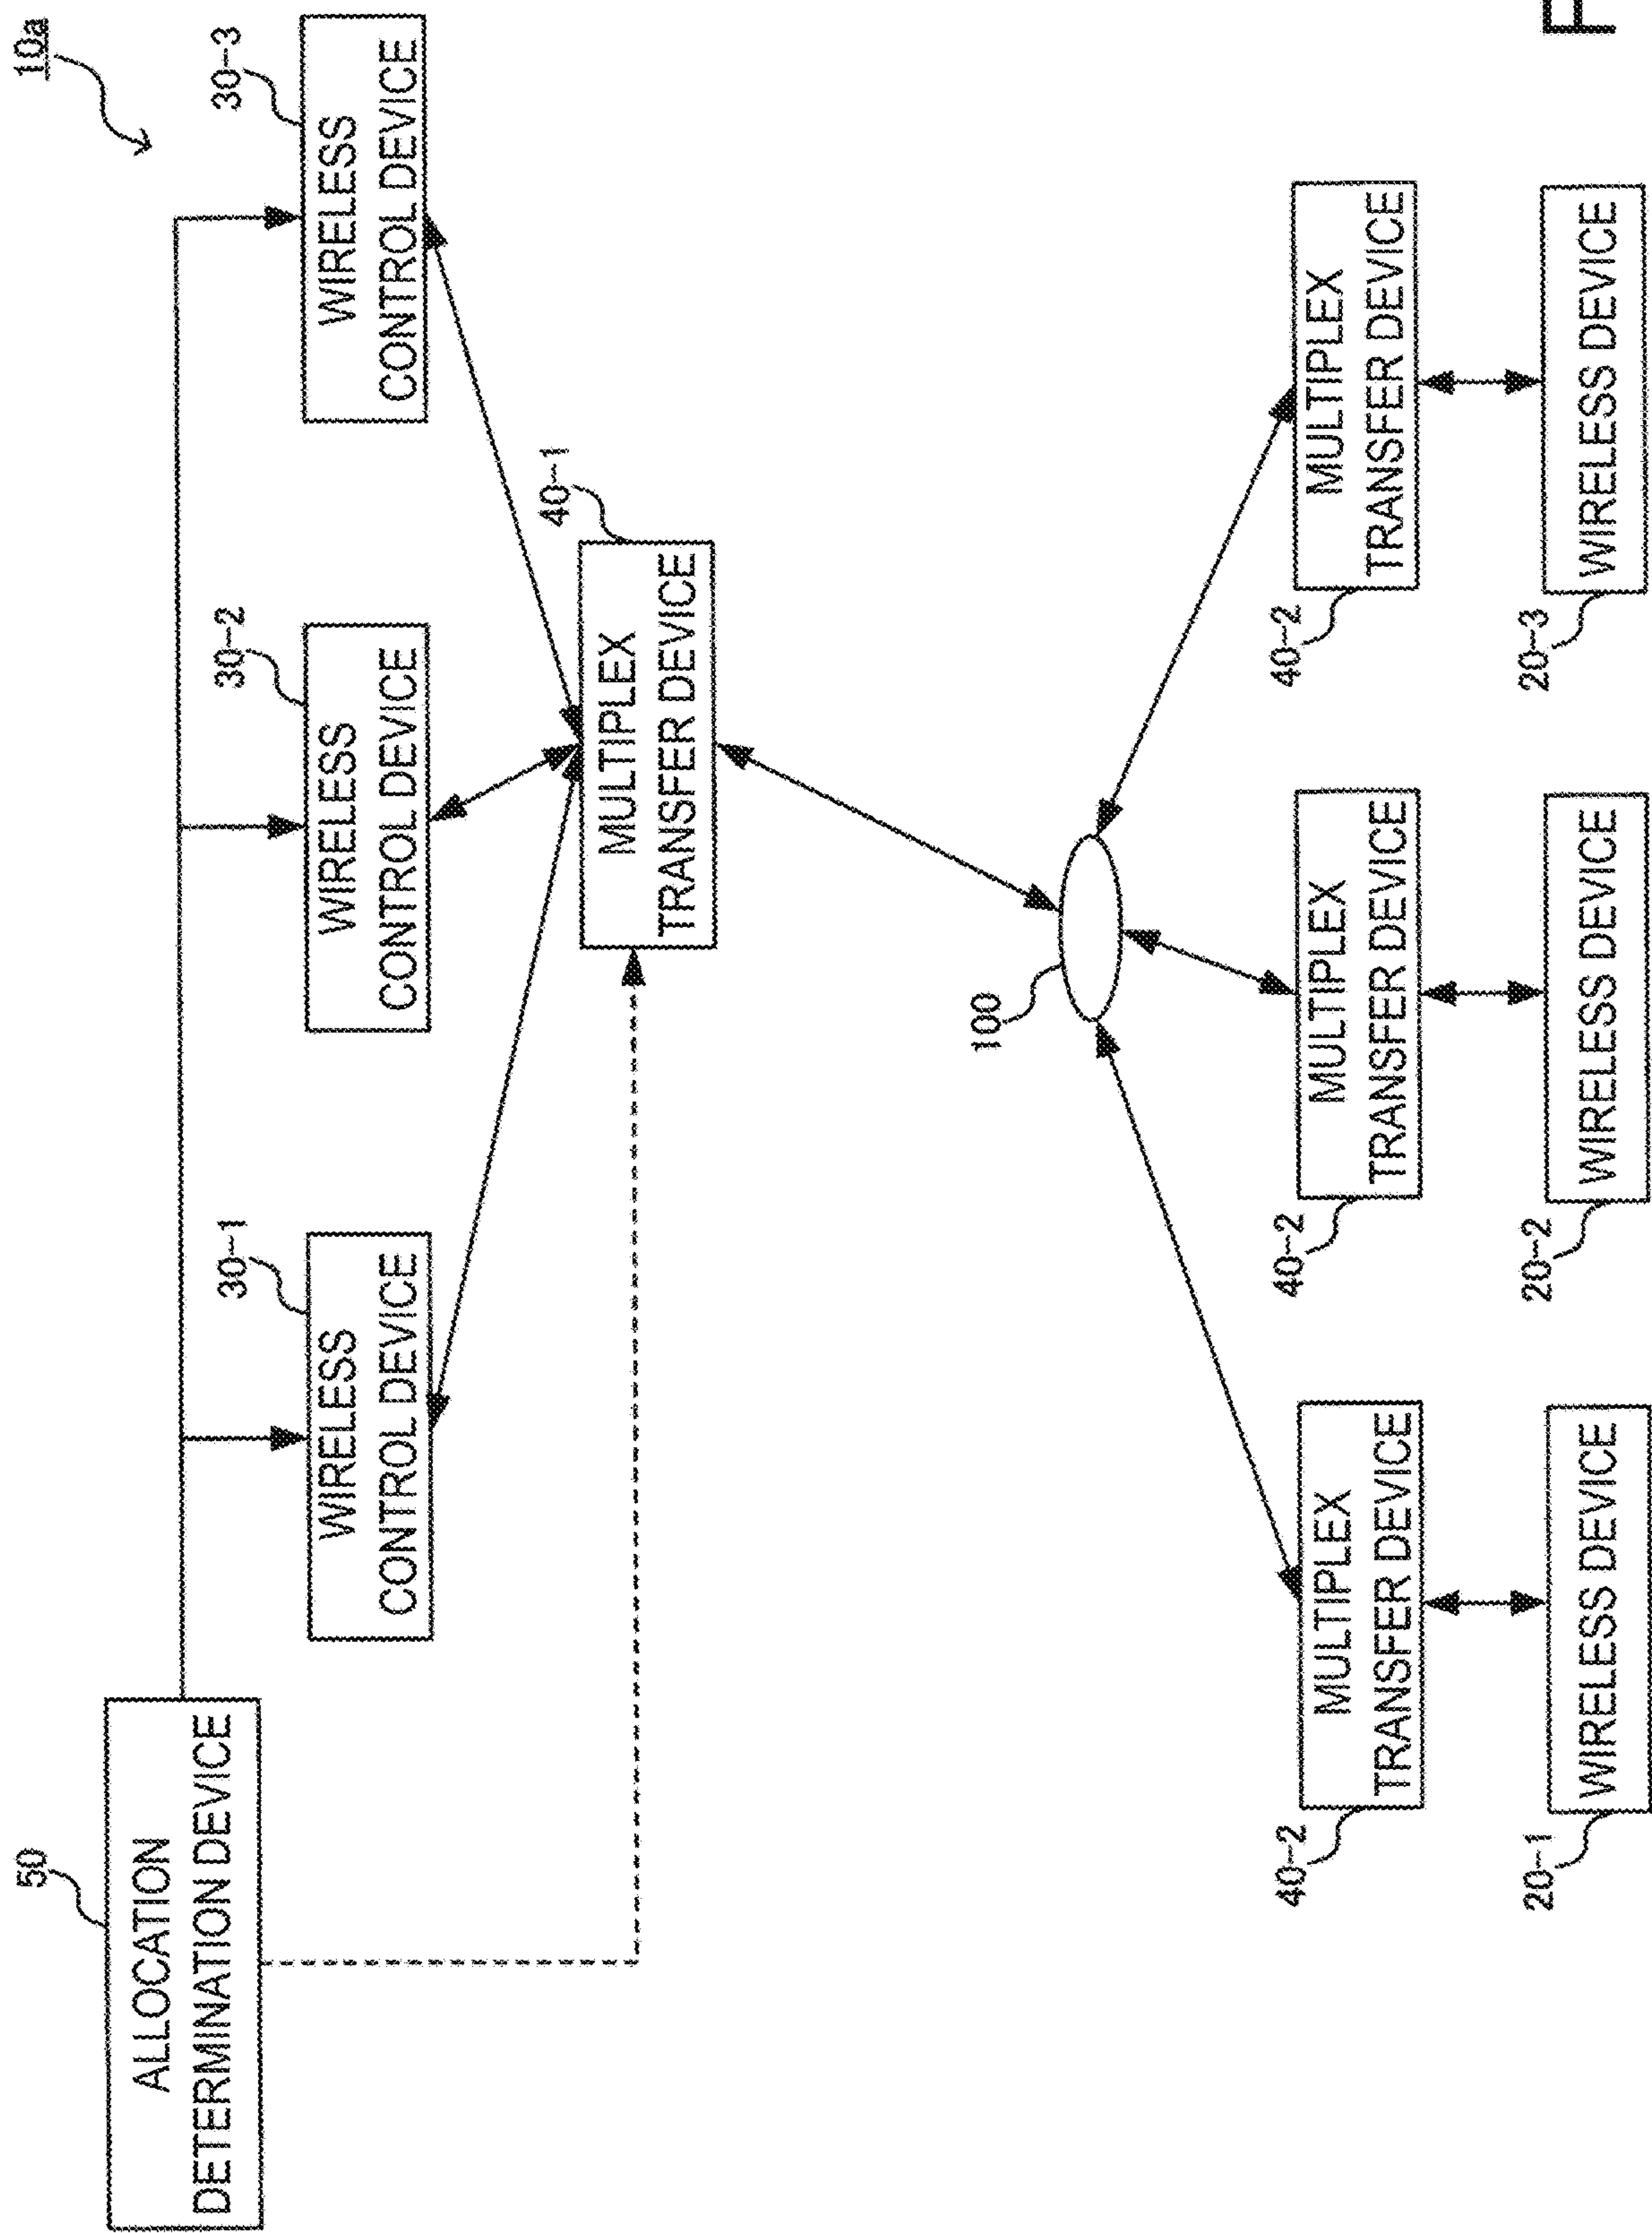 10a
50
ALLOCATION
DETERMINATION DEVICE
30-1
WIRELESS
CONTROL DEVICE
30-2
WIRELESS
CONTROL DEVICE
30-3
WIRELESS
CONTROL DEVICE
40-1
MULTIPLEX
TRANSFER DEVICE
100
40-2
MULTIPLEX
TRANSFER DEVICE
40-2
MULTIPLEX
TRANSFER DEVICE
40-2
MULTIPLEX
TRANSFER DEVICE
20-1
WIRELESS DEVICE
20-2
WIRELESS DEVICE
20-3
WIRELESS DEVICE